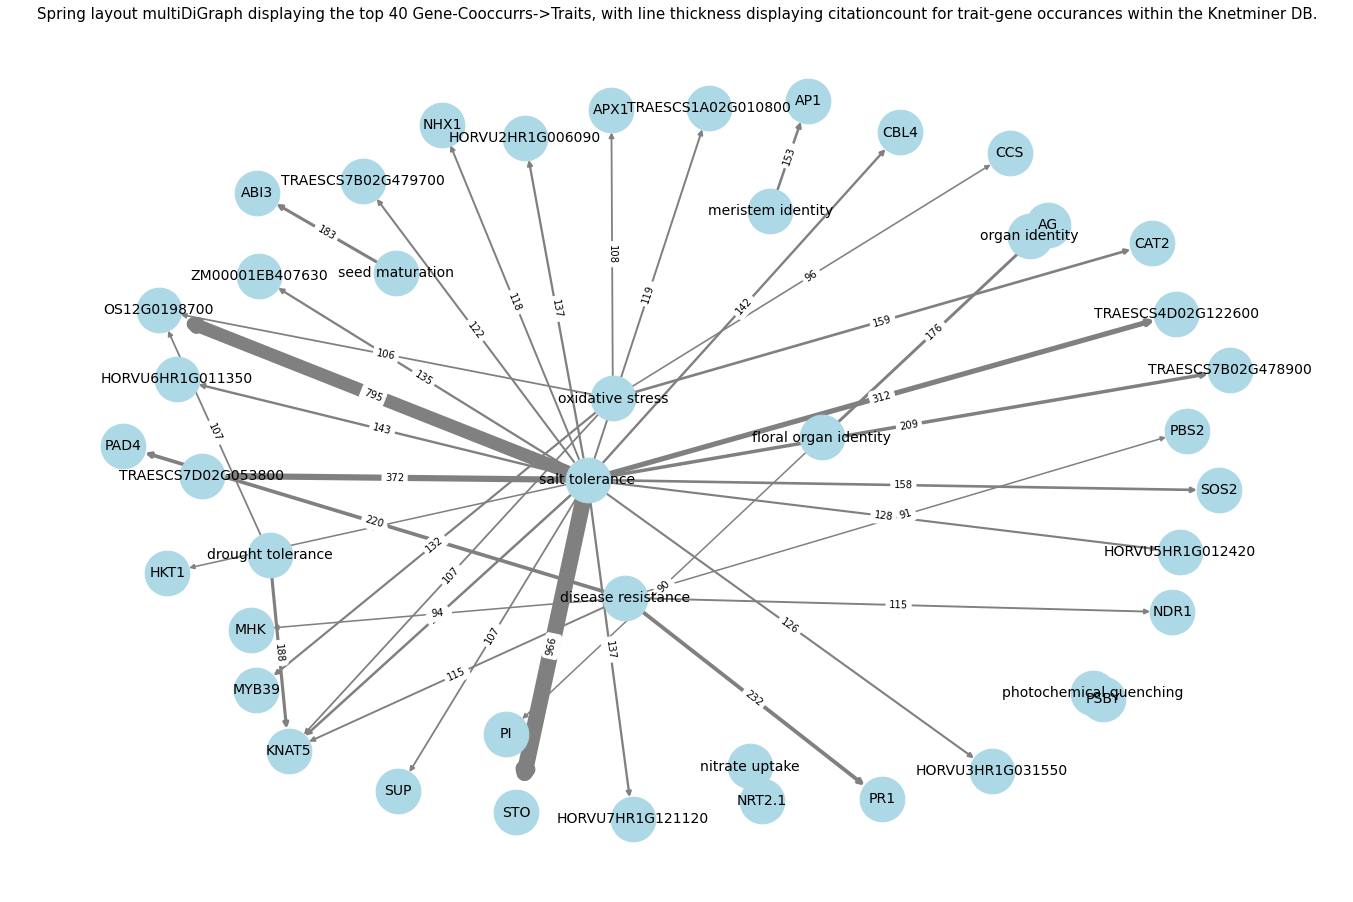 Spring layout multiDiGraph displaying the top 40 Gene-Cooccurrs->Traits, with line thickness displaying citationcount for trait-gene occurances within the Knetminer DB.
AP1
APX1
TRAESCS1A02G010800
NHX1
HORVU2HR1G006090
CBL4
CCS
153
TRAESCS7B02G479700
ABI3
meristem identity
AG
183
organ identity
CAT2
108
seed maturation
ZM00001EB407630
96
119
118
137
142
OS12G0198700
TRAESCS4D02G122600
159
122
176
106
TRAESCS7B02G478900
135
HORVU6HR1G011350
795
oxidative stress
312
143
107
209
PBS2
floral organ identity
PAD4
TRAESCS7D02G053800
372
salt tolerance
158
SOS2
128
91
220
132
drought tolerance
HORVU5HR1G012420
HKT1
107
90
disease resistance
115
NDR1
94
126
MHK
107
188
966
137
115
MYB39
232
photochemical quenching
PSBY
PI
KNAT5
nitrate uptake
HORVU3HR1G031550
SUP
NRT2.1
PR1
STO
HORVU7HR1G121120